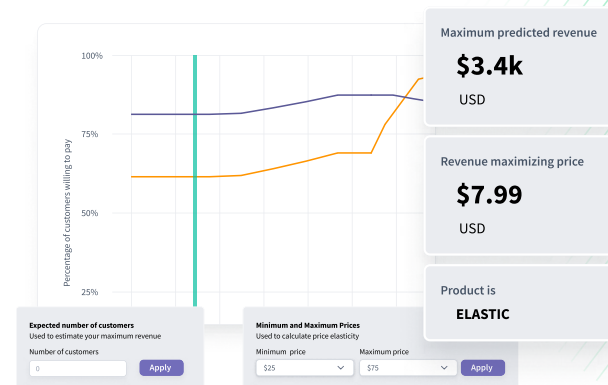 Maximum predicted revenue
$3.4k
USD
Revenue maximizing price
$7.99
USD
Product is
ELASTIC
100%
75%
50%
25%
Percentage of customers willing to pay
Expected number of customers
Used to estimate your maximum revenue
Number of customers
0
Apply
Minimum and Maximum Prices
Used to calculate price elasticity
Minimum price
Maximum price
$25
$75
Apply